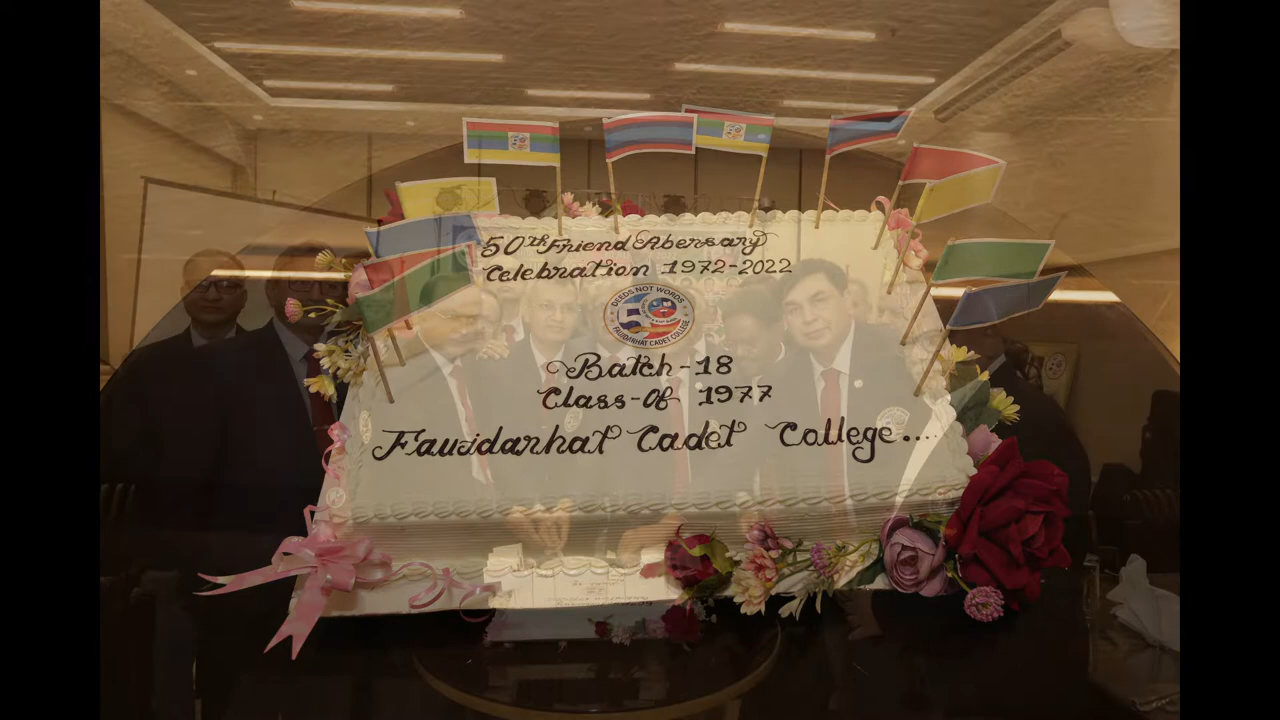 50th Friend Abersary
Celebration 1972-2022
DEEDS NOT WORDS
FAUJDARHAT CADET COLLEGE
Batch-18
Class-Of 1977
Fauzdarhat Cadet College....